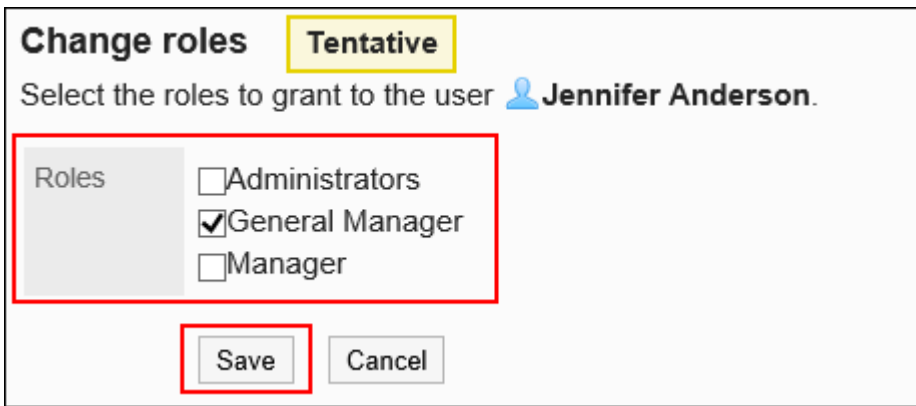 Change roles Tentative
Select the roles to grant to the user Jennifer Anderson.
Roles Administrators
General Manager
Manager
Save Cancel